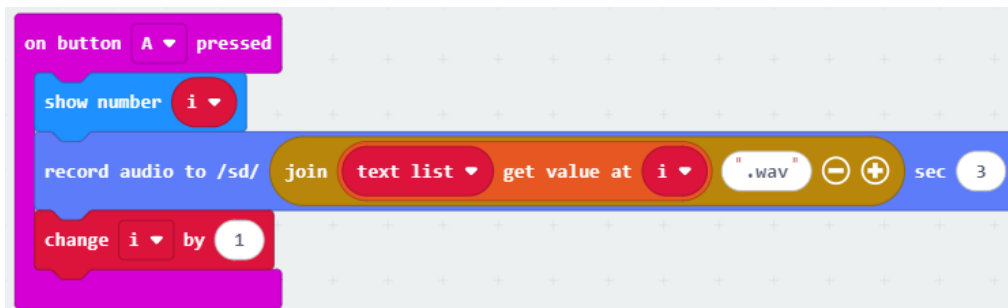 on button A pressed
show number i
record audio to /sd/ join text list get value at i ".wav" sec 3
change i by 1